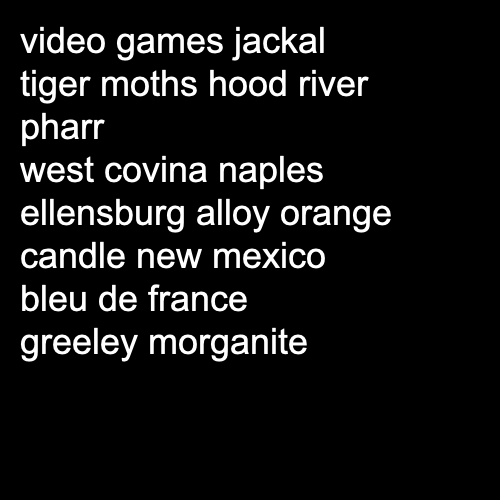 video games jackal
tiger moths hood river
pharr
west covina naples
ellensburg alloy orange
candle new mexico
bleu de france
greeley morganite